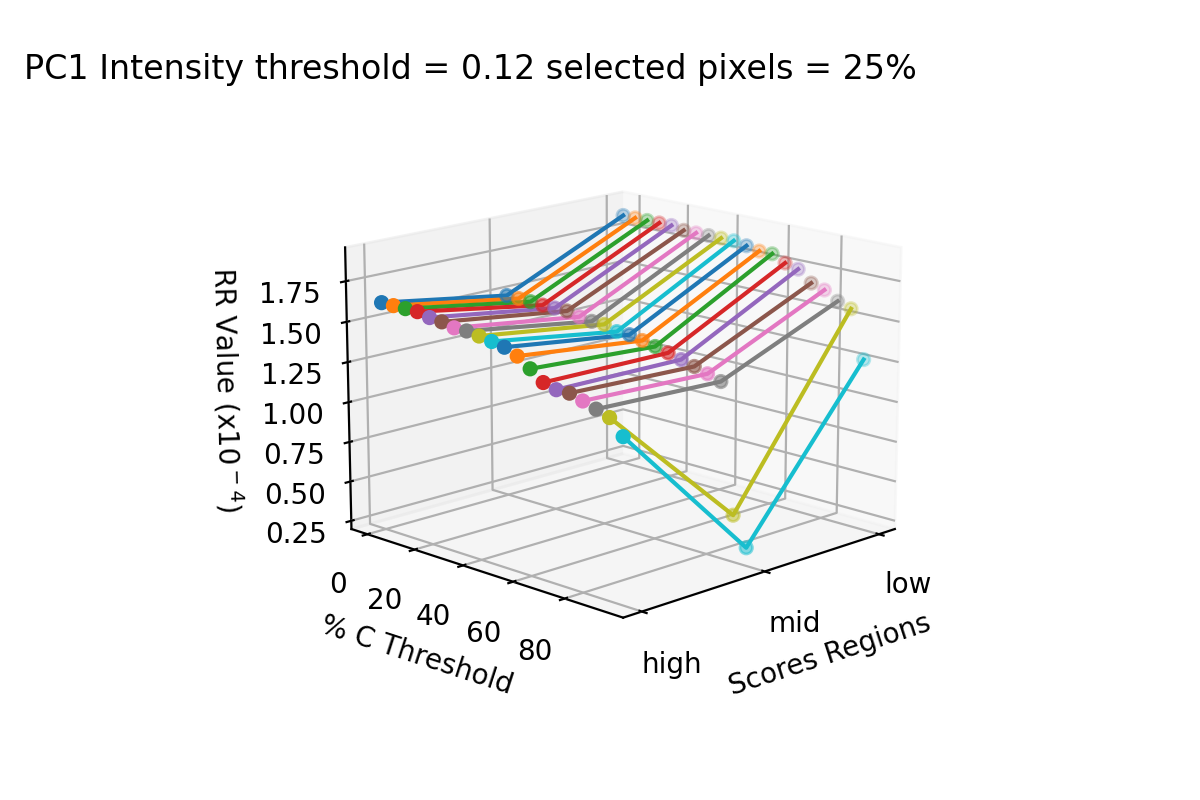 PC1 Intensity threshold = 0.12 selected pixels = 25%
RR Value (x10⁻⁴)
1.75
1.50
1.25
1.00
0.75
0.50
0.25
0
20
40
60
80
% C Threshold
low
mid
high
Scores Regions